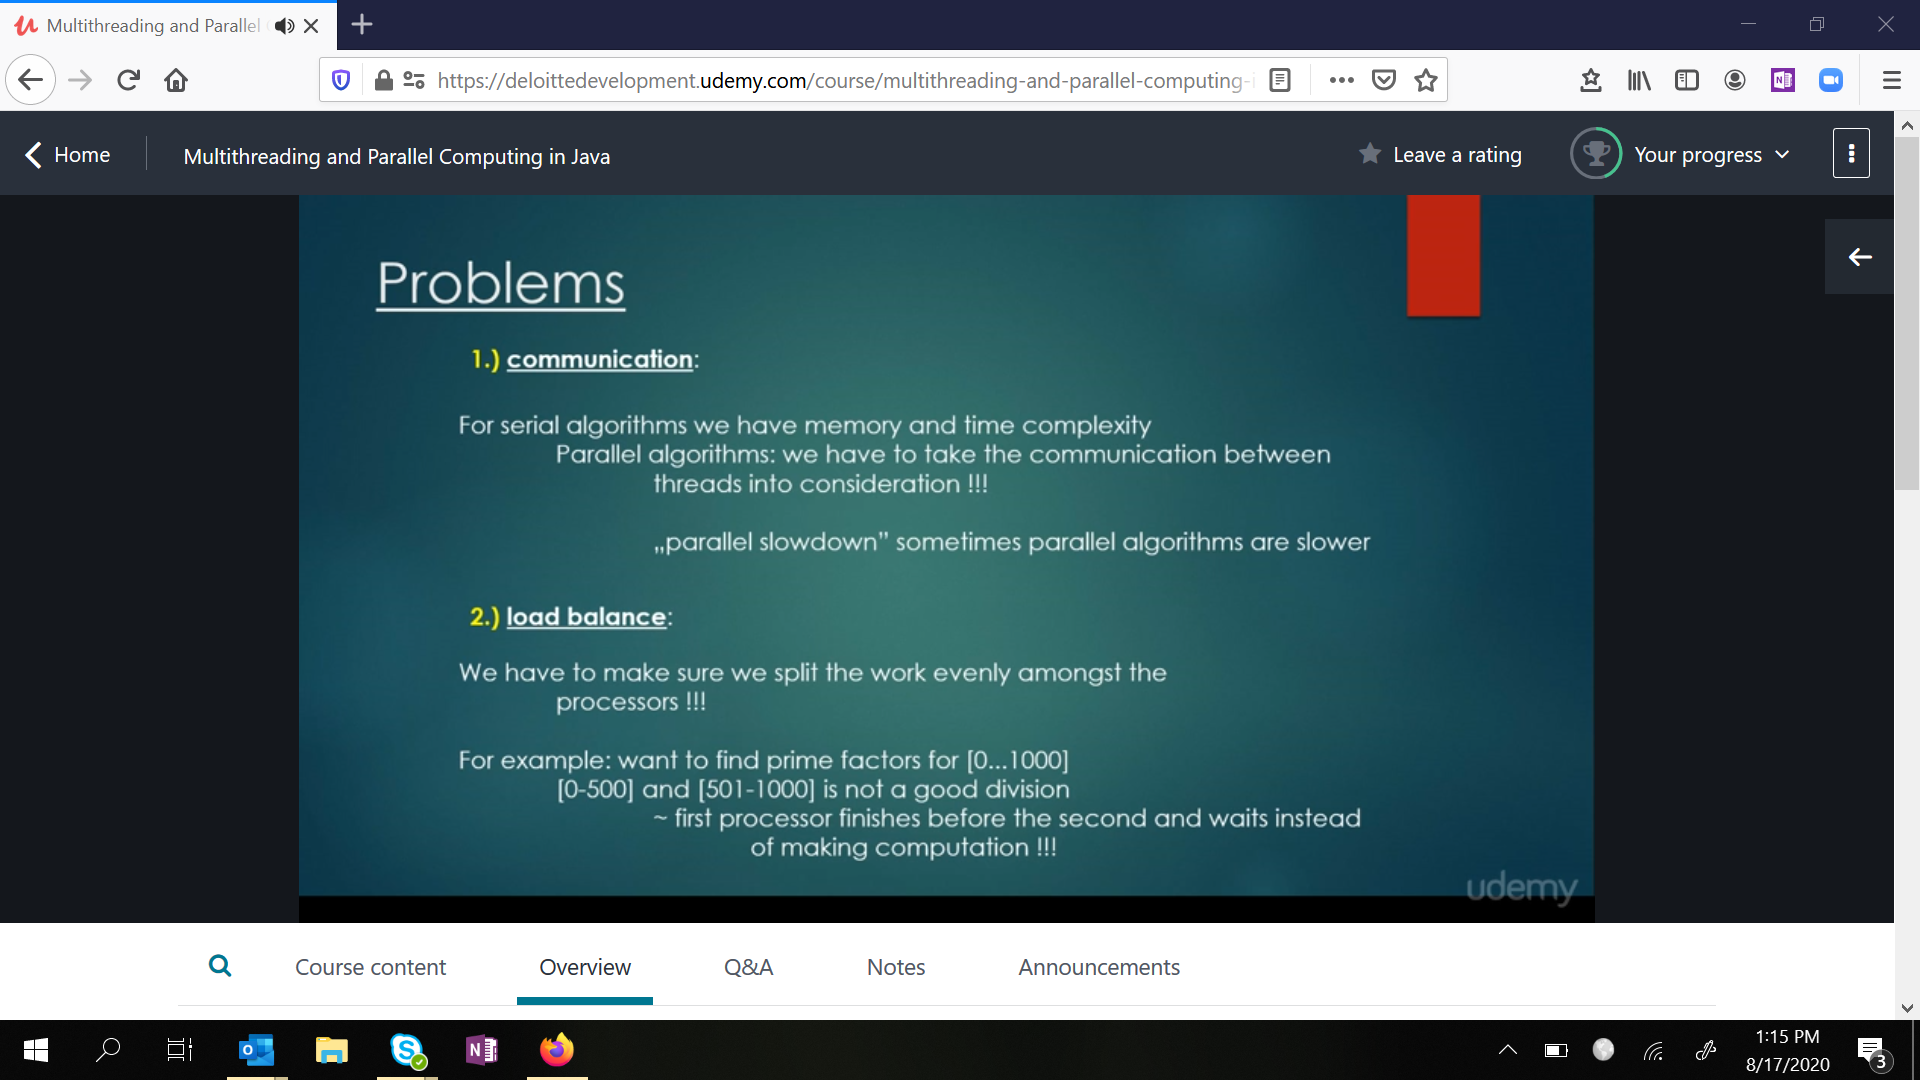 Multithreading and Parallel
https://deloittedevelopment.udemy.com/course/multithreading-and-parallel-computing-
Home
Multithreading and Parallel Computing in Java
Leave a rating
Your progress
Problems
1.) communication:
For serial algorithms we have memory and time complexity
Parallel algorithms: we have to take the communication between
threads into consideration !!!
„parallel slowdown” sometimes parallel algorithms are slower
2.) load balance:
We have to make sure we split the work evenly amongst the
processors !!!
For example: want to find prime factors for [0...1000]
[0-500] and [501-1000] is not a good division
~ first processor finishes before the second and waits instead
of making computation !!!
udemy
Course content
Overview
Q&A
Notes
Announcements
1:15 PM
8/17/2020
3